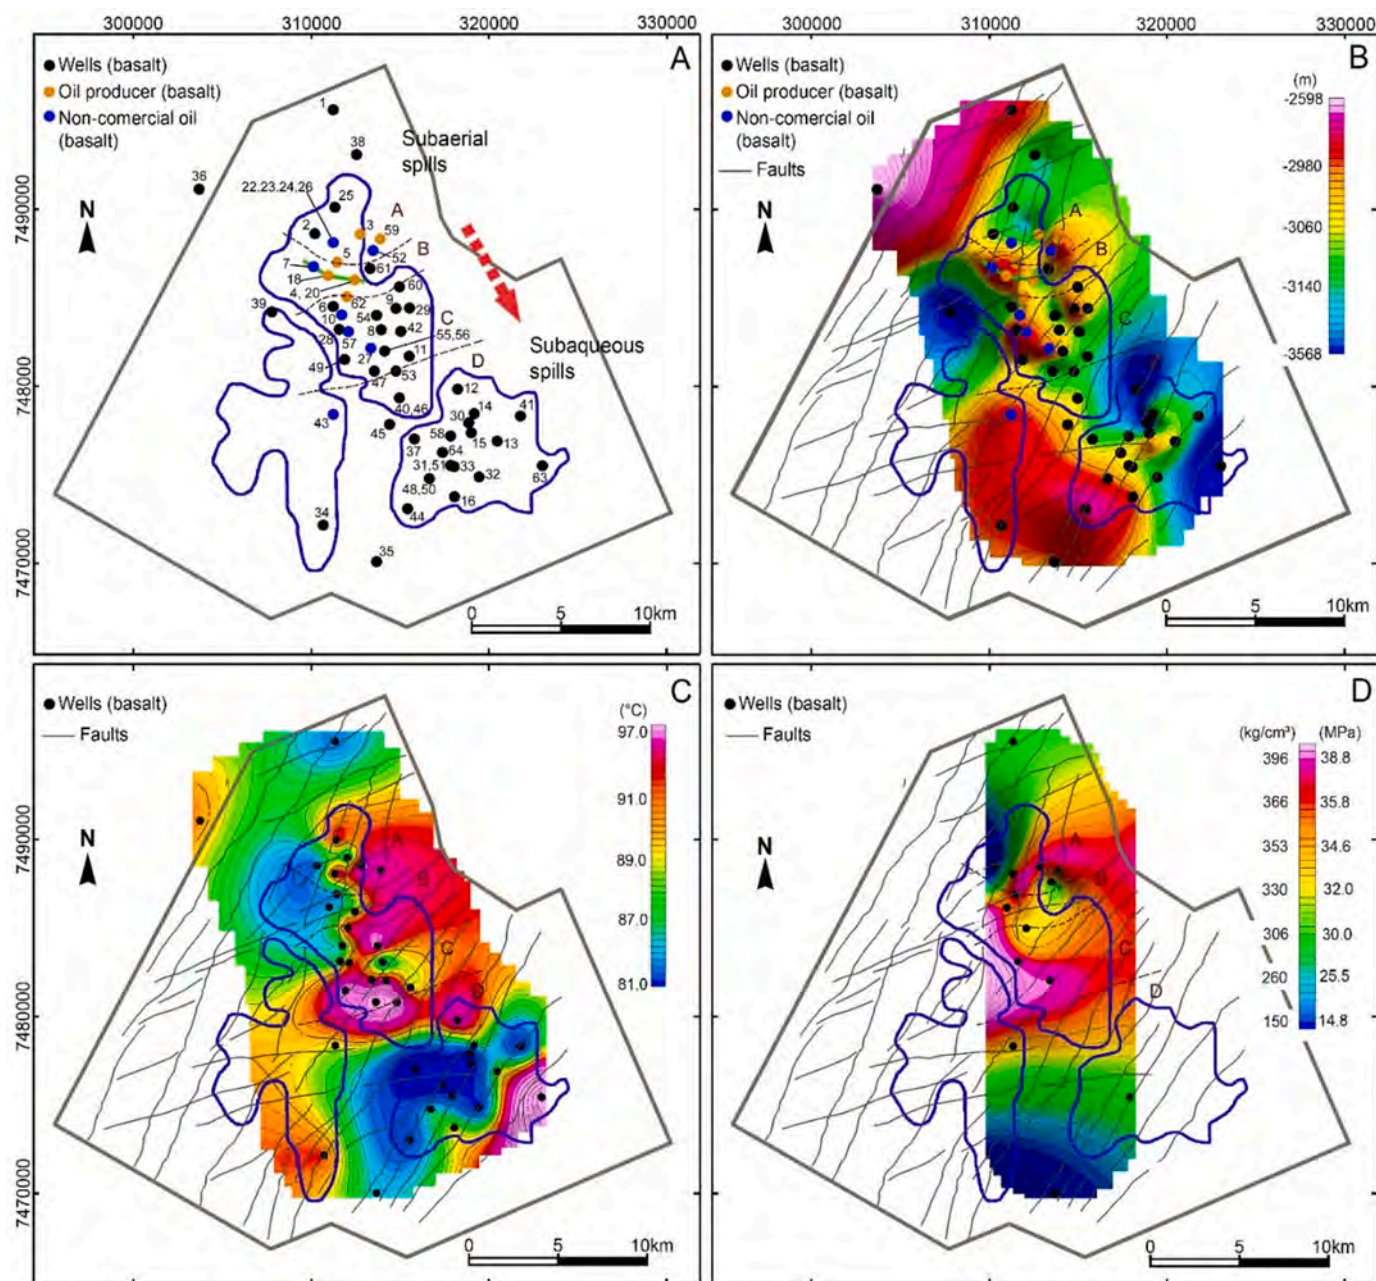 300000 310000 320000 330000 300000 310000 320000 330000
A
Wells (basalt)
Oil producer (basalt)
Non-comercial oil
(basalt)
1
Subaerial
spills
38
36
22,23,24,26
25
N
2
3
A
59
5
B
7
52
18
61
4, 20
60
39
6
62
9
29
10
54
C
8
42
28
57
55,56
11
27
D
Subaqueous
spills
49
47
53
12
40,46
14
41
43
30
45
58
15
13
37
64
31,51
33
32
63
48,50
16
44
34
35
0 5 10km
7490000
7480000
7470000
B
Wells (basalt)
Oil producer (basalt)
Non-comercial oil
(basalt)
Faults
(m)
-2598
-2980
-3060
-3140
-3568
N
A
B
C
D
0 5 10km
C
Wells (basalt)
Faults
(°C)
97.0
91.0
89.0
87.0
81.0
N
A
B
C
D
0 5 10km
7490000
7480000
7470000
D
Wells (basalt)
Faults
(kg/cm³) (MPa)
396 38.8
366 35.8
353 34.6
330 32.0
306 30.0
260 25.5
150 14.8
N
A
B
C
D
0 5 10km